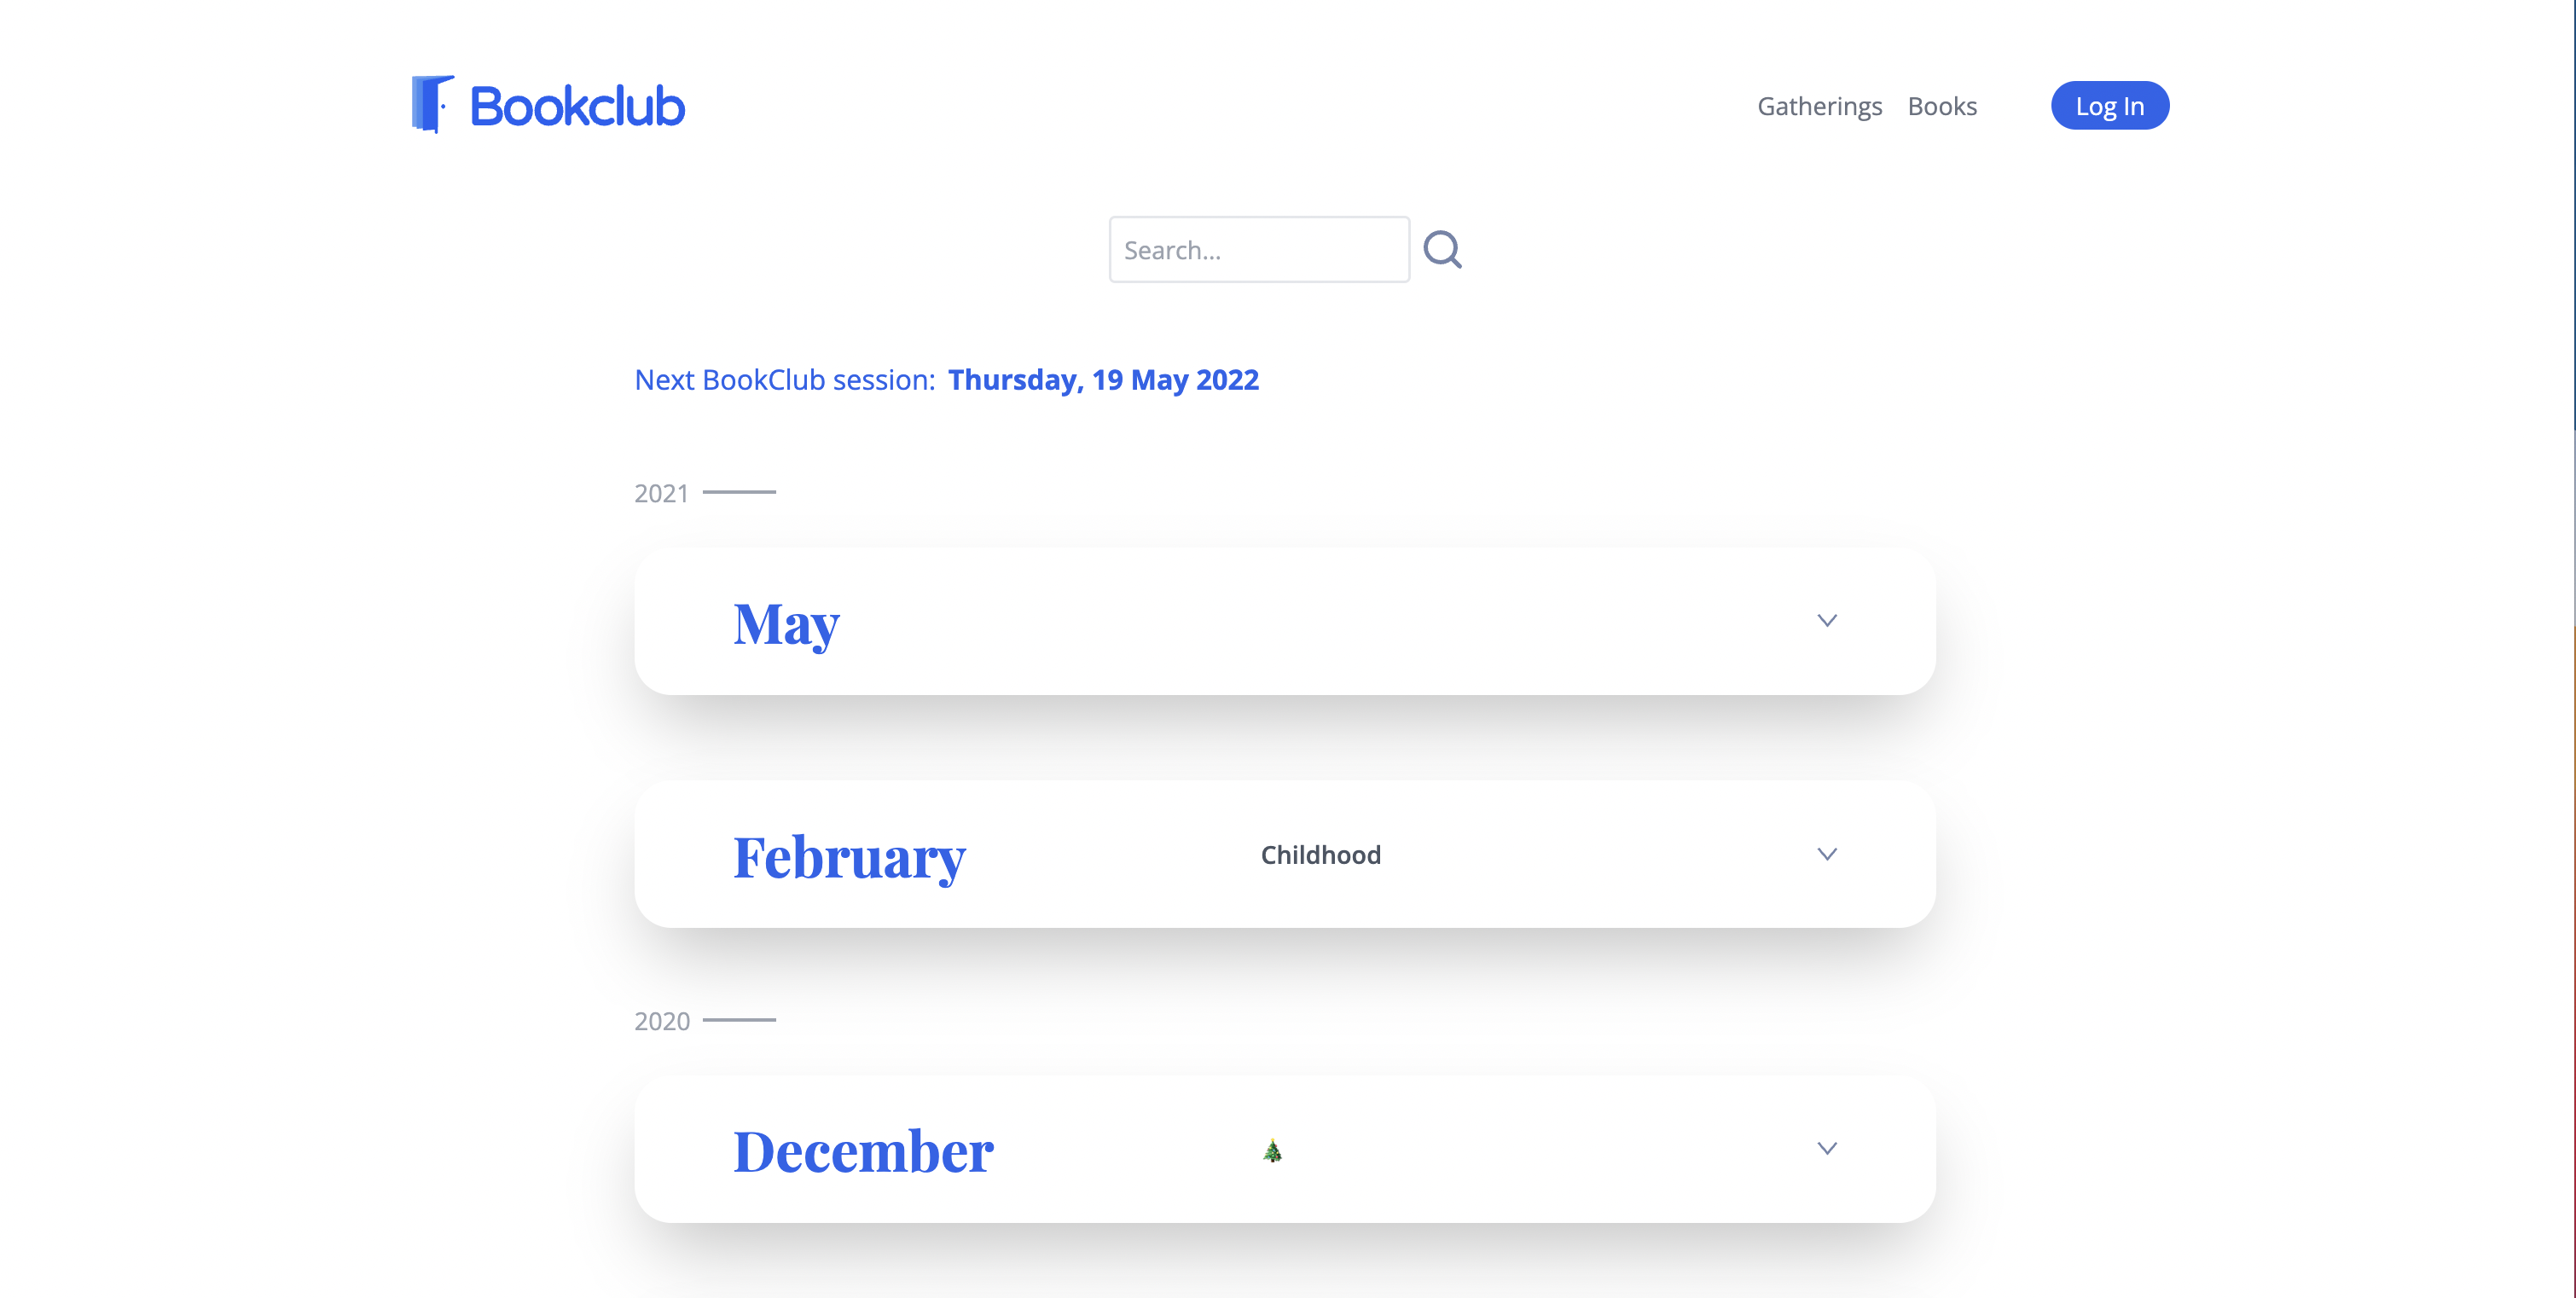 Bookclub
Gatherings Books Log In
Search...
Next BookClub session: Thursday, 19 May 2022
2021
May
February Childhood
2020
December 🎄